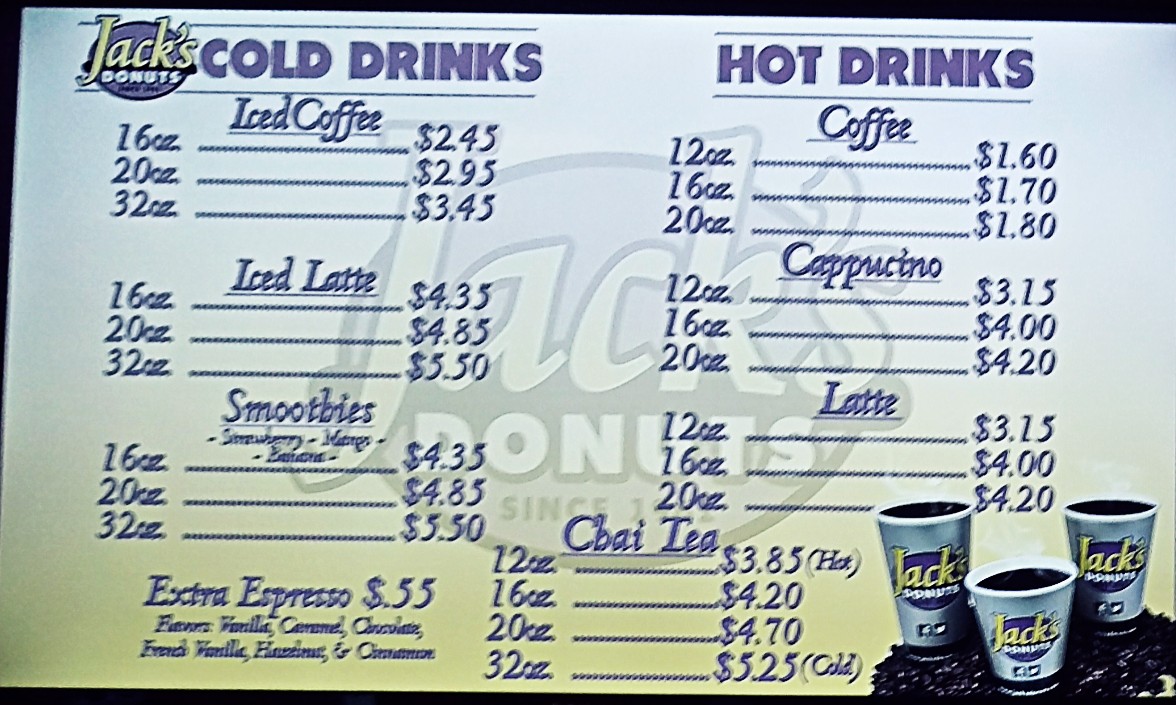 Jack's
DONUTS
COLD DRINKS
Iced Coffee
16oz. $2.45
20oz. $2.95
32oz. $3.45
Iced Latte
16oz. $4.35
20oz. $4.85
32oz. $5.50
Smoothies
- Strawberry - Mango -
- Banana -
16oz. $4.35
20oz. $4.85
32oz. $5.50
Extra Espresso $.55
Flavors: Vanilla, Caramel, Chocolate,
French Vanilla, Hazelnut, & Cinnamon
HOT DRINKS
Coffee
12oz. $1.60
16oz. $1.70
20oz. $1.80
Cappucino
12oz. $3.15
16oz. $4.00
20oz. $4.20
Latte
12oz. $3.15
16oz. $4.00
20oz. $4.20
Chai Tea
12oz. $3.85 (Hot)
16oz. $4.20
20oz. $4.70
32oz. $5.25 (Cold)
Jack's
DONUTS
SINCE
Jack's
DONUTS
Jack's
DONUTS
Jack's
DONUTS